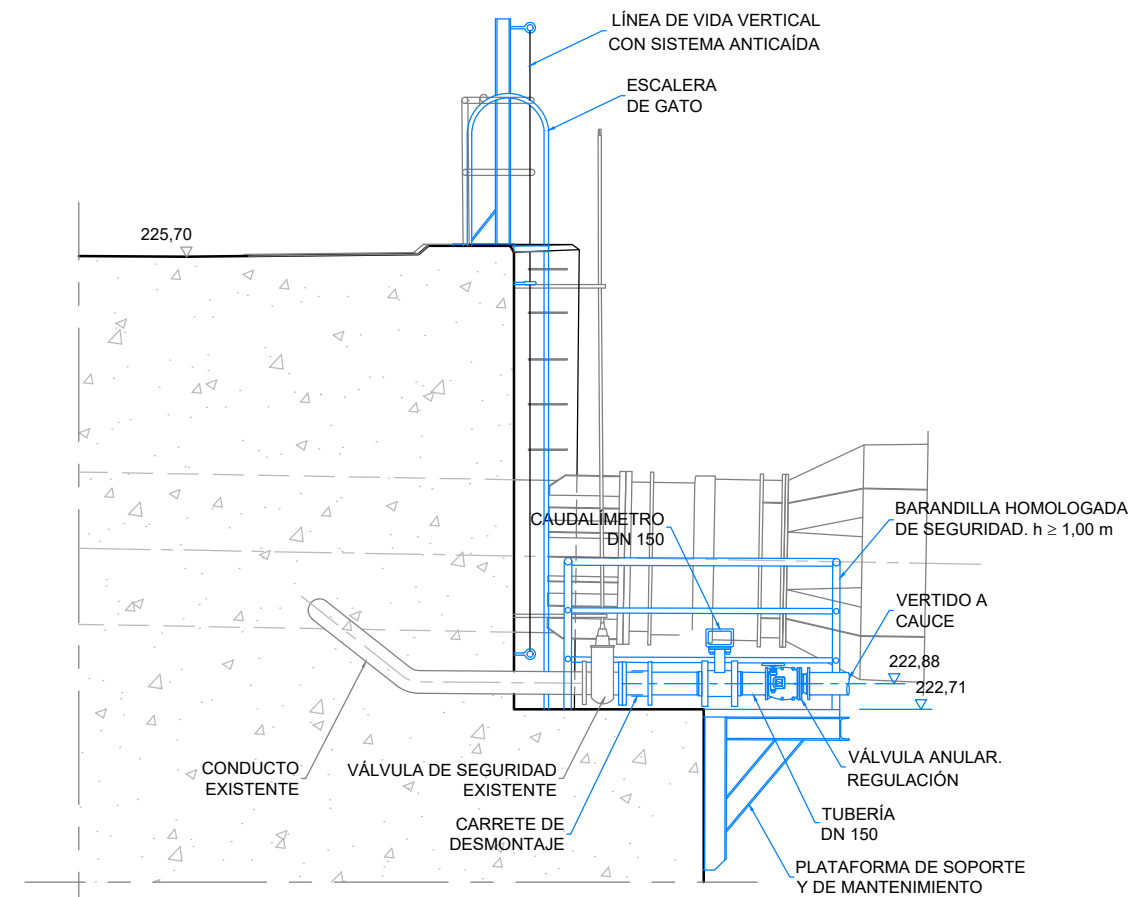 LÍNEA DE VIDA VERTICAL
CON SISTEMA ANTICAÍDA
ESCALERA
DE GATO
225,70
CAUDALÍMETRO
DN 150
BARANDILLA HOMOLOGADA
DE SEGURIDAD. h ≥ 1,00 m
VERTIDO A
CAUCE
222,88
222,71
CONDUCTO
EXISTENTE
VÁLVULA DE SEGURIDAD
EXISTENTE
CARRETE DE
DESMONTAJE
VÁLVULA ANULAR.
REGULACIÓN
TUBERÍA
DN 150
PLATAFORMA DE SOPORTE
Y DE MANTENIMIENTO